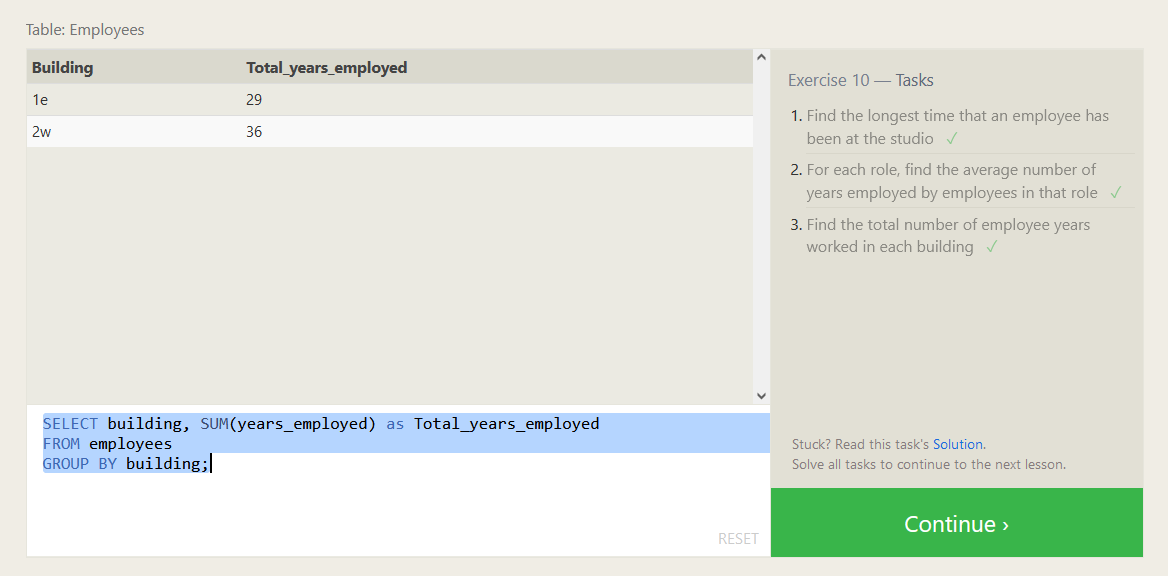 Table: Employees
Building Total_years_employed
1e 29
2w 36
SELECT building, SUM(years_employed) as Total_years_employed
FROM employees
GROUP BY building;
RESET
Exercise 10 — Tasks
1. Find the longest time that an employee has
been at the studio ✓
2. For each role, find the average number of
years employed by employees in that role ✓
3. Find the total number of employee years
worked in each building ✓
Stuck? Read this task's Solution.
Solve all tasks to continue to the next lesson.
Continue ›